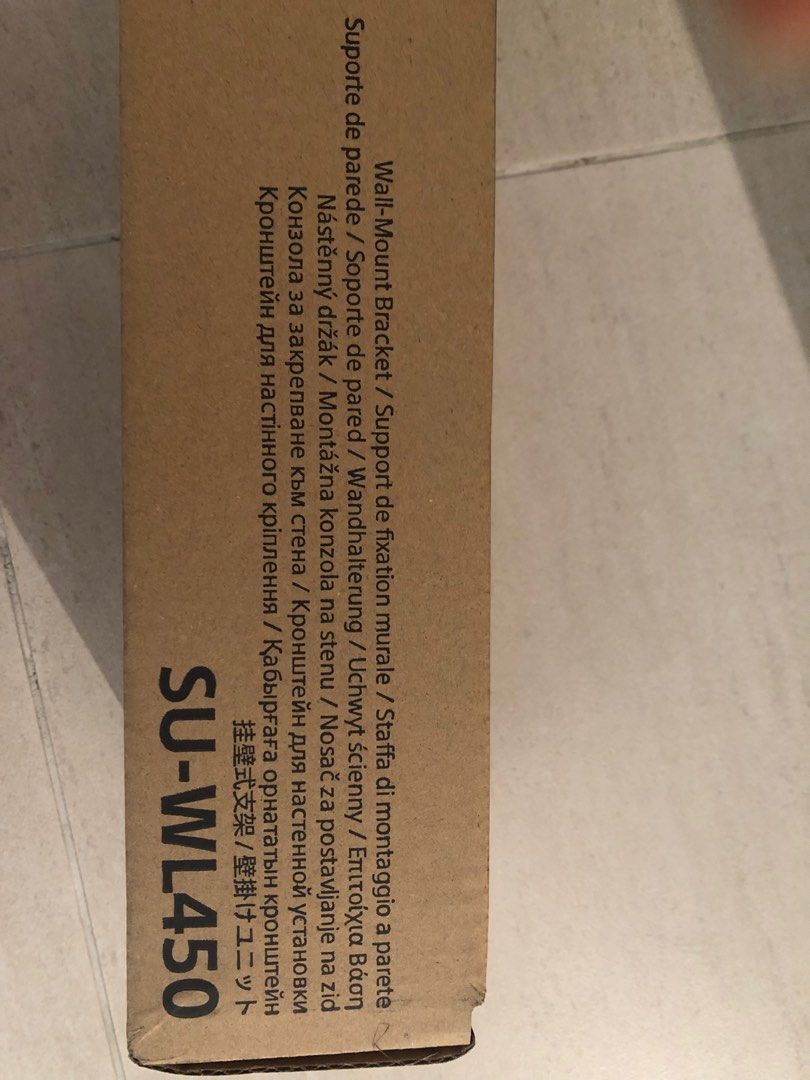 Wall-Mount Bracket / Support de fixation murale / Staffa di montaggio a parete
Suporte de parede / Soporte de pared / Wandhalterung / Uchwyt ścienny / Επιτοίχια Βάση
Nástěnný držák / Montážna konzola na stenu / Nosač za postavljanje na zid
Конзола за закрепване към стена / Кронштейн для настенной установки
Кронштейн для настінного кріплення / Қабырғаға орнататын кронштейн
挂壁式支架 / 壁掛けユニット
SU-WL450